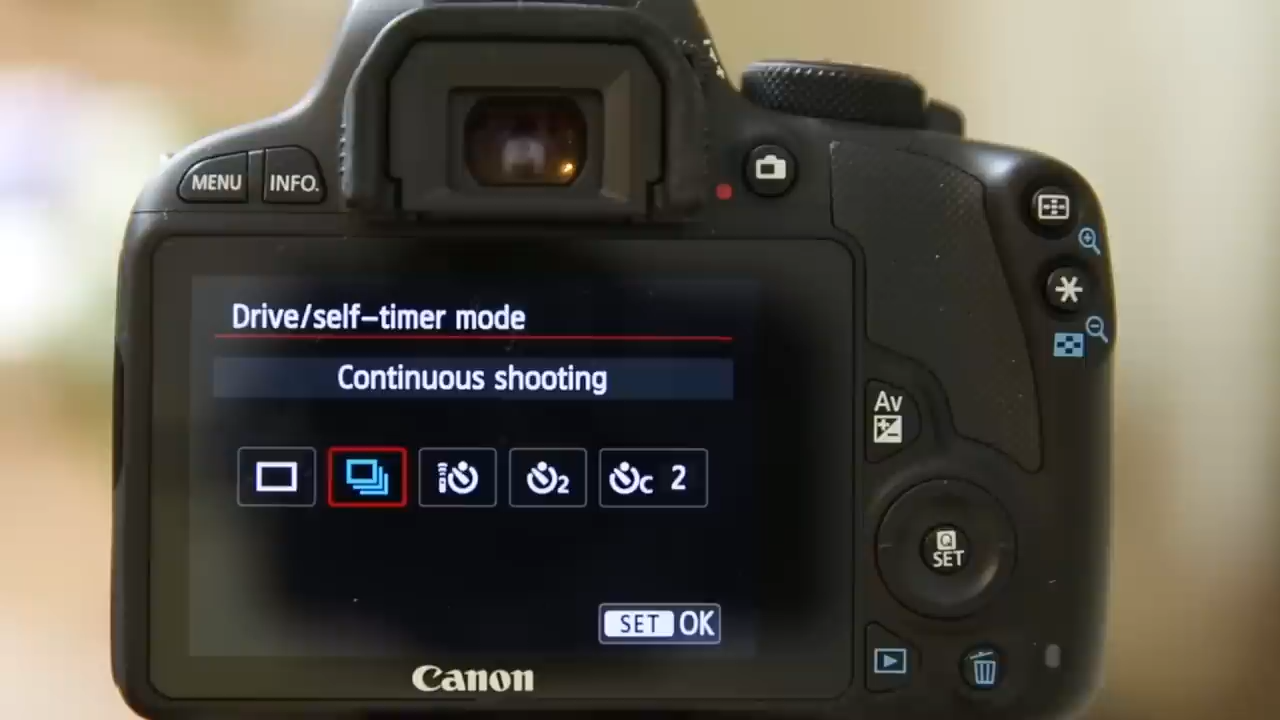 MENU INFO.
Drive/self-timer mode
Continuous shooting
2 C 2
SET OK
Canon
Av
Q
SET